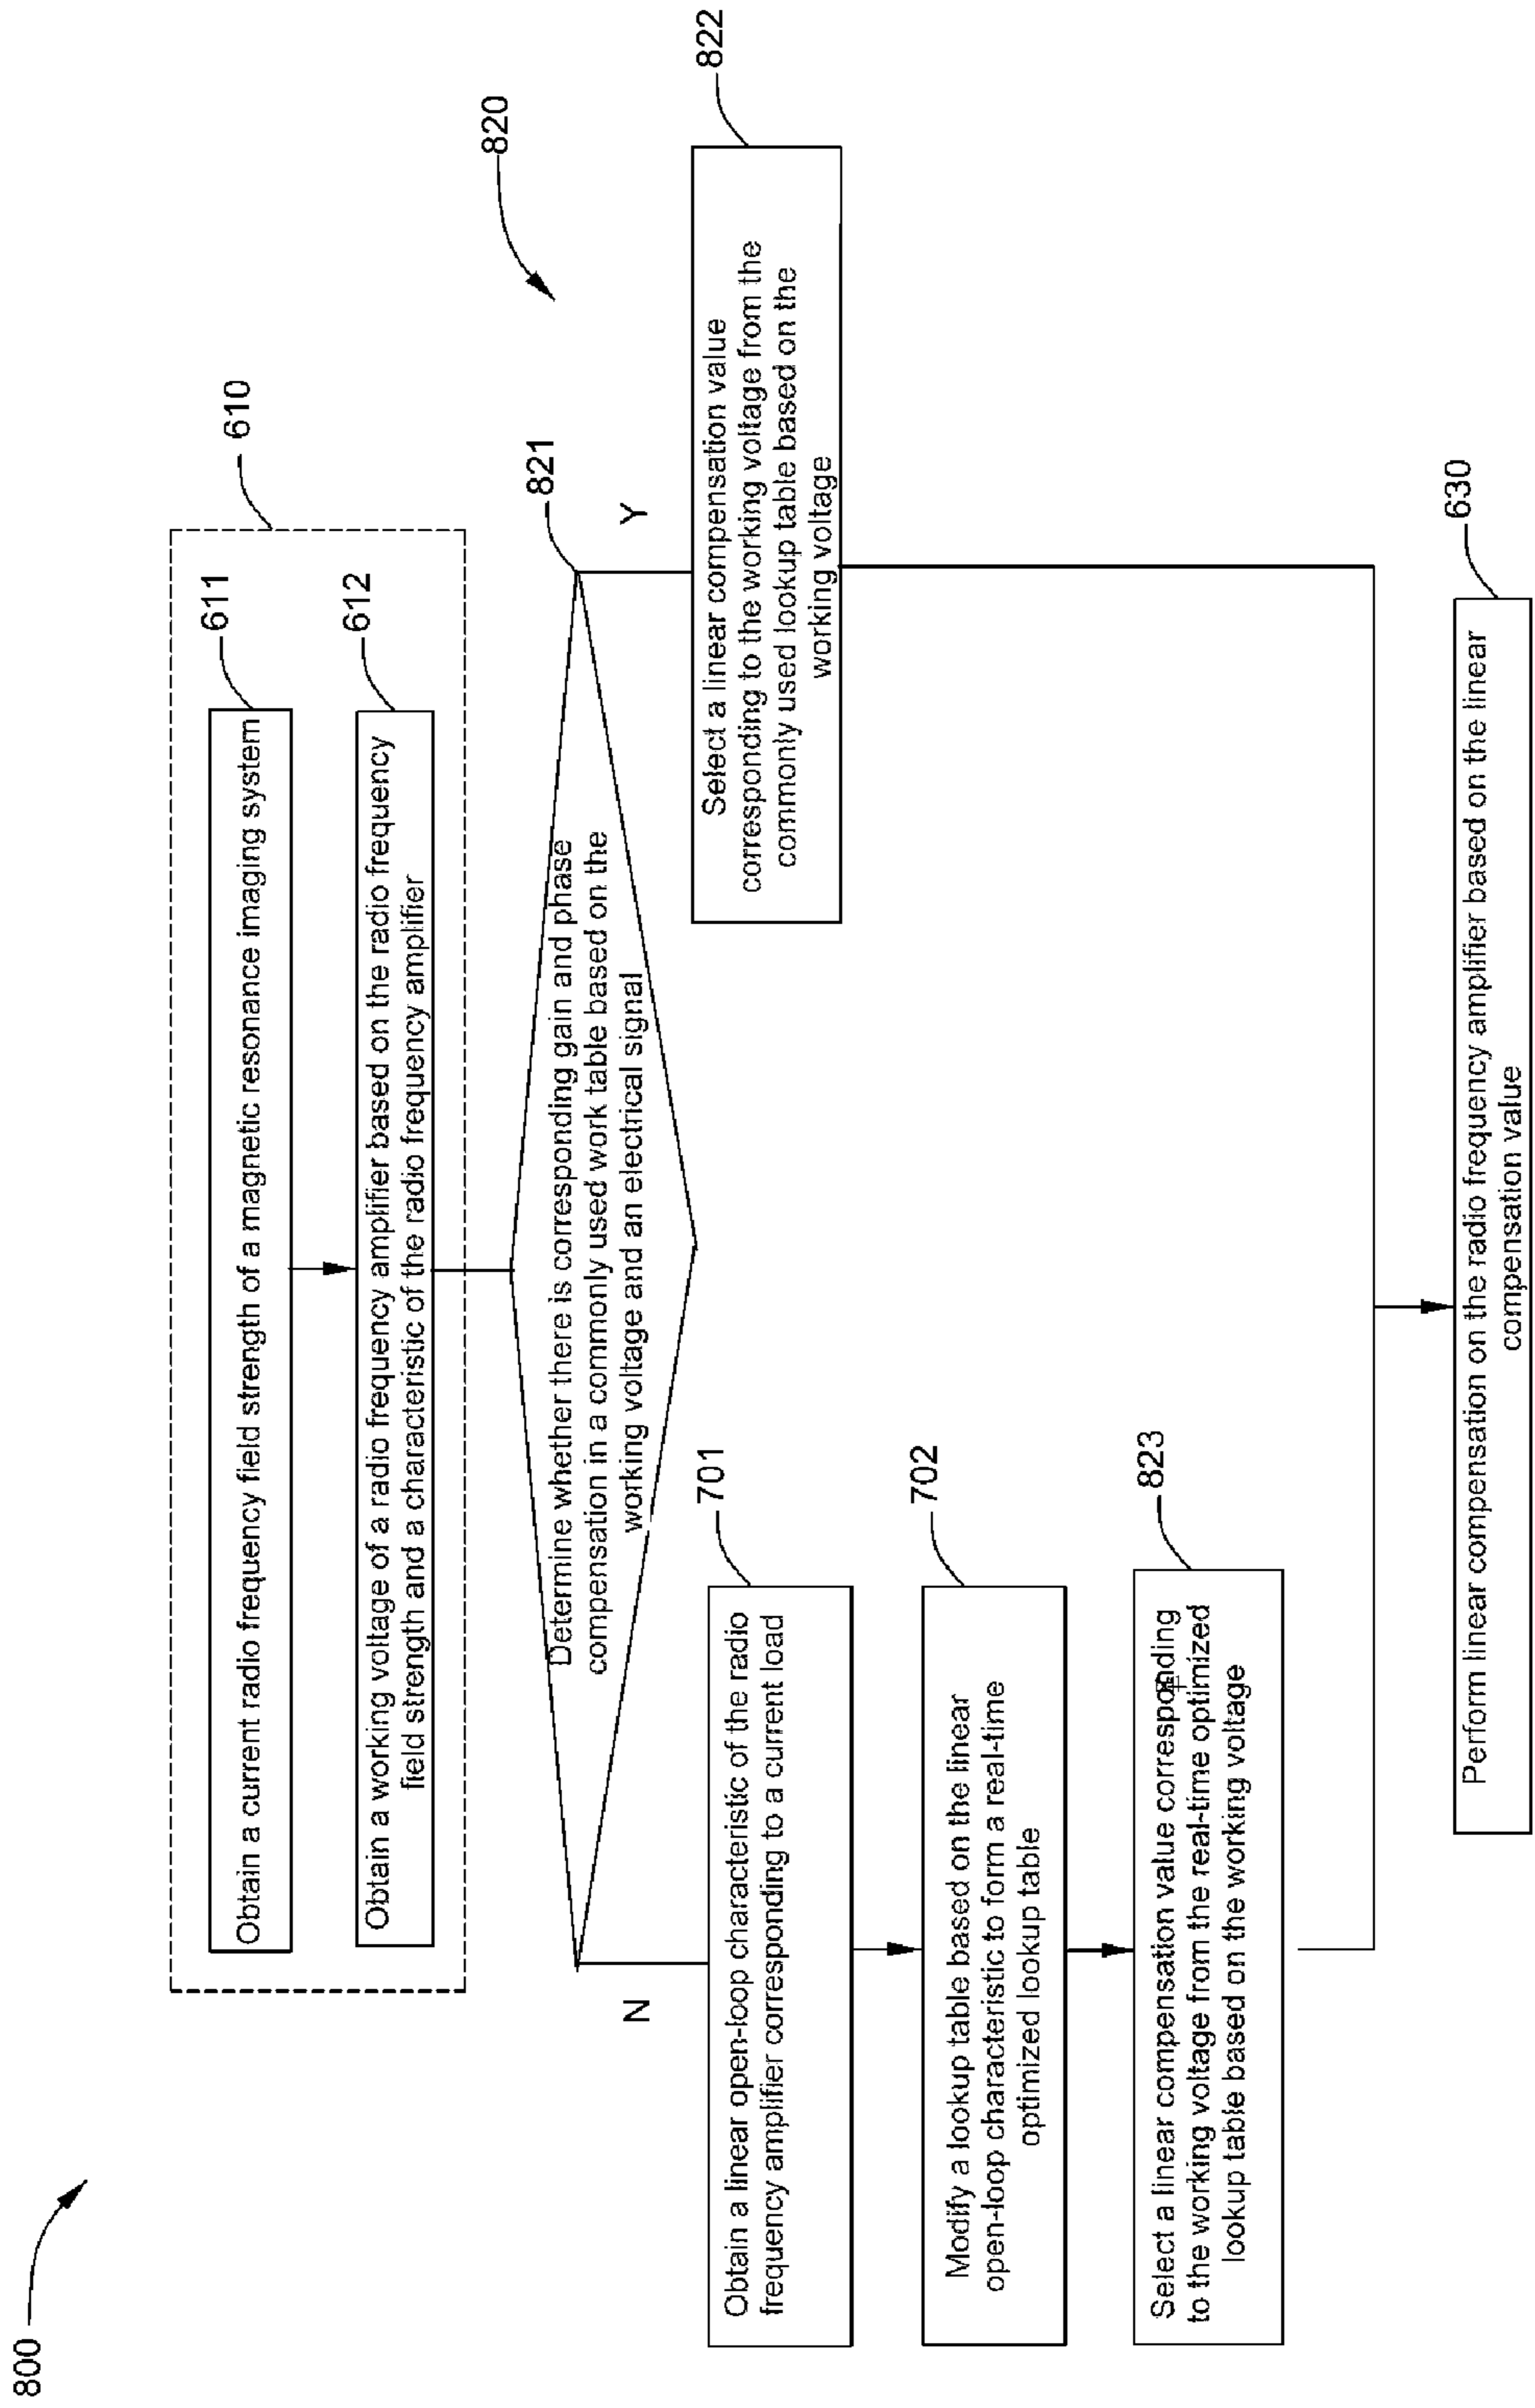 800
610
611
Obtain a current radio frequency field strength of a magnetic resonance imaging system
612
Obtain a working voltage of a radio frequency amplifier based on the radio frequency
field strength and a characteristic of the radio frequency amplifier
820
821
Determine whether there is corresponding gain and phase
compensation in a commonly used work table based on the
working voltage and an electrical signal
N
Y
701
Obtain a linear open-loop characteristic of the radio
frequency amplifier corresponding to a current load
702
Modify a lookup table based on the linear
open-loop characteristic to form a real-time
optimized lookup table
823
Select a linear compensation value corresponding
to the working voltage from the real-time optimized
lookup table based on the working voltage
822
Select a linear compensation value
corresponding to the working voltage from the
commonly used lookup table based on the
working voltage
630
Perform linear compensation on the radio frequency amplifier based on the linear
compensation value